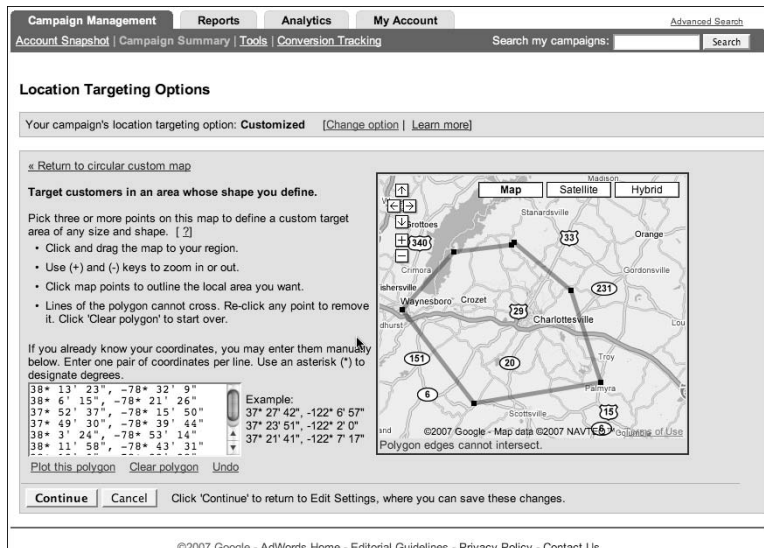 Campaign Management Reports Analytics My Account Advanced Search
Account Snapshot | Campaign Summary | Tools | Conversion Tracking Search my campaigns: Search
Location Targeting Options
Your campaign's location targeting option: Customized [Change option | Learn more]
« Return to circular custom map
Target customers in an area whose shape you define.
Pick three or more points on this map to define a custom target
area of any size and shape. [ ?]
• Click and drag the map to your region.
• Use (+) and (-) keys to zoom in or out.
• Click map points to outline the local area you want.
• Lines of the polygon cannot cross. Re-click any point to remove
it. Click 'Clear polygon' to start over.
If you already know your coordinates, you may enter them manually
below. Enter one pair of coordinates per line. Use an asterisk (*) to
designate degrees.
38* 13' 23", -78* 32' 9"
38* 6' 15", -78* 21' 26"
37* 52' 37", -78* 15' 50"
37* 49' 30", -78* 39' 44"
38* 3' 24", -78* 53' 14"
38* 11' 58", -78* 43' 31"
Example:
37* 27' 42", -122* 6' 57"
37* 23' 51", -122* 2' 0"
37* 21' 41", -122* 7' 17"
Plot this polygon Clear polygon Undo
Madison
Map Satellite Hybrid
Stanardsville
Grottoes
340
33
Orange
Crimora
Gordonsville
ishersville
231
Waynesboro Crozet
29
Charlottesville
dhurst
Lou
151
20
Troy
6
Palmyra
Scottsville
15
and
6
©2007 Google - Map data ©2007 NAVTEQ™ of Use
Polygon edges cannot intersect.
Continue Cancel Click 'Continue' to return to Edit Settings, where you can save these changes.
©2007 Google - AdWords Home - Editorial Guidelines - Privacy Policy - Contact Us